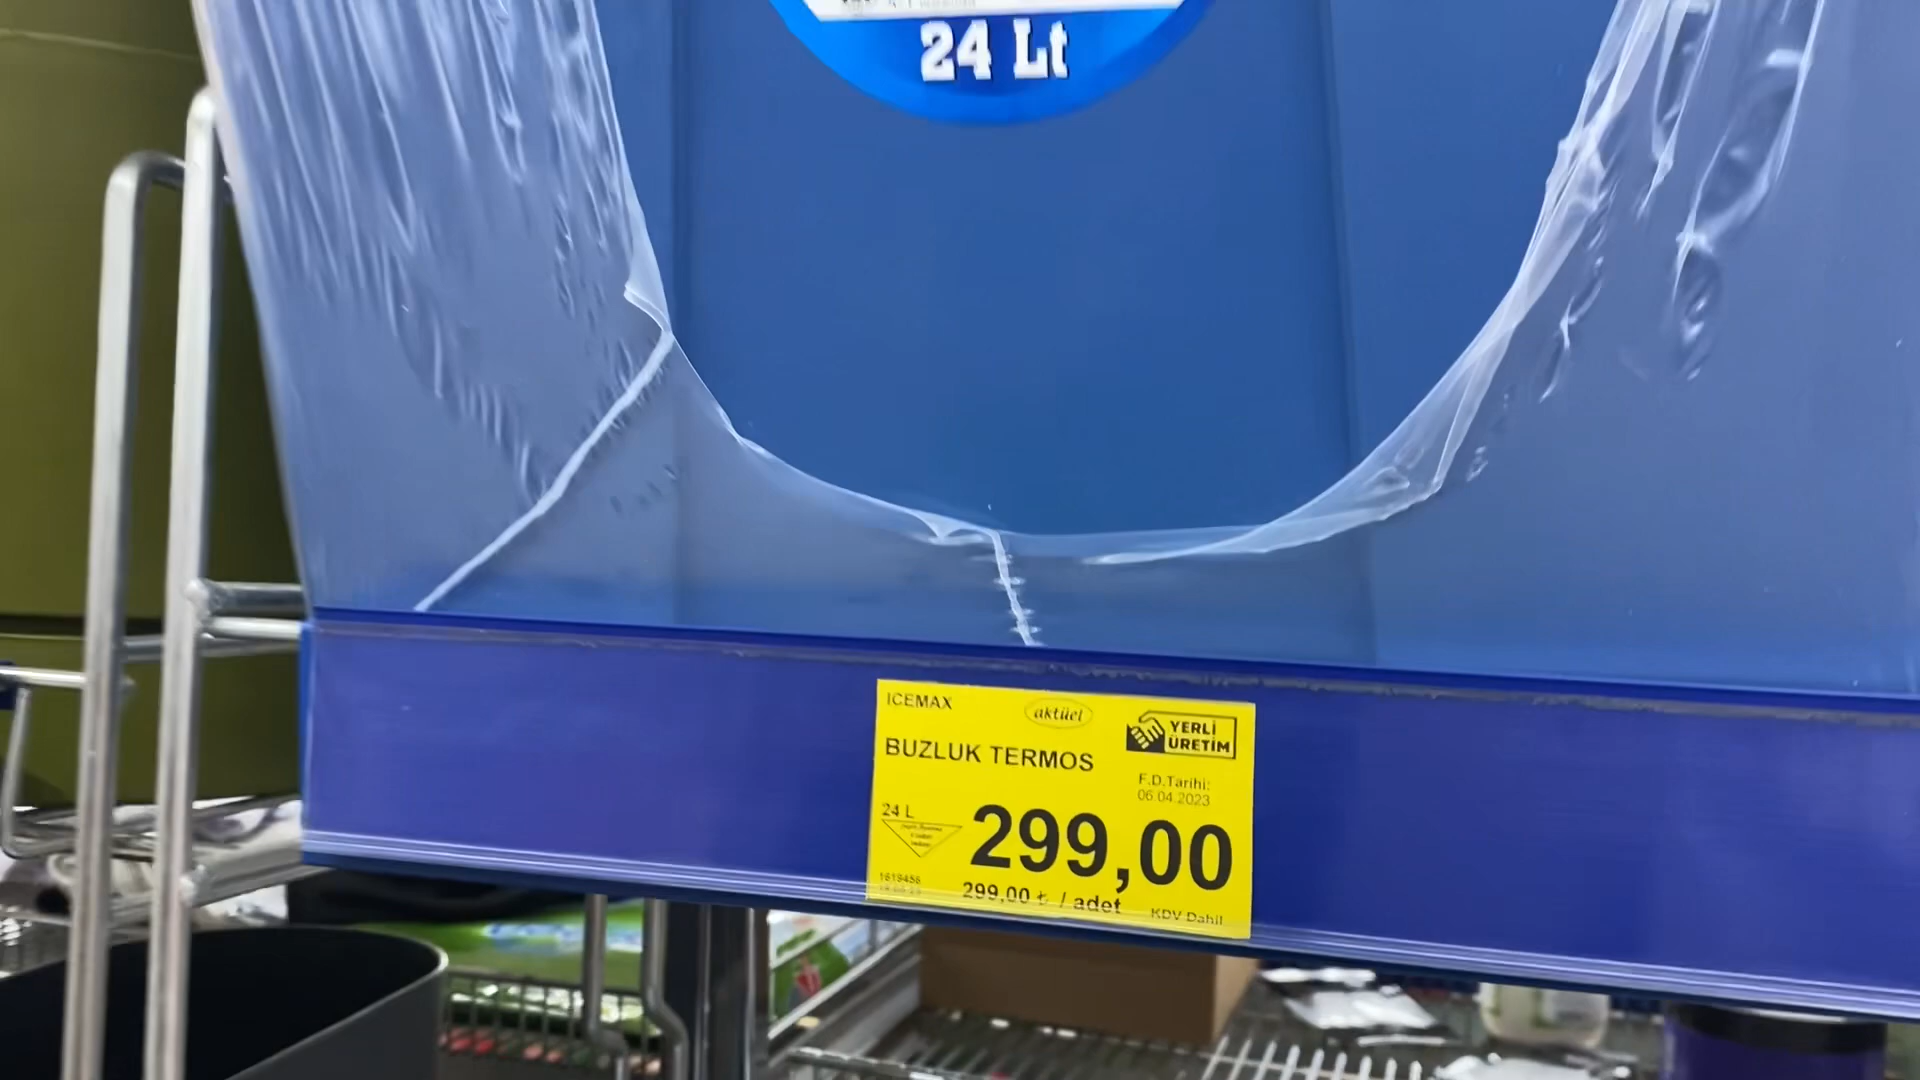 24 Lt
ICEMAX
aktüel
YERLİ
ÜRETİM
BUZLUK TERMOS
F.D.Tarihi:
06.04.2023
24 L
299,00
1619456
299,00 ₺ / adet
KDV Dahil